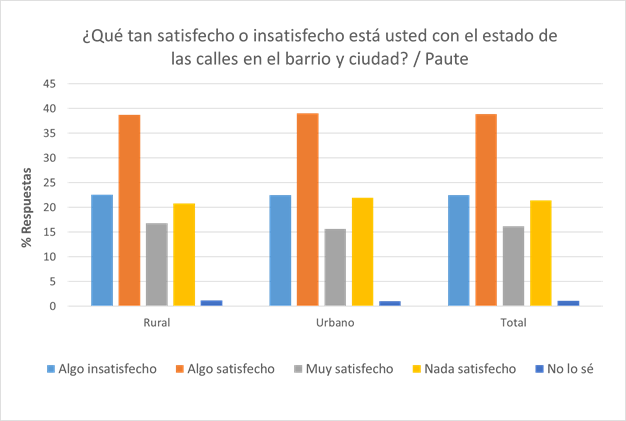 ¿Qué tan satisfecho o insatisfecho está usted con el estado de
las calles en el barrio y ciudad? / Paute
45
40
35
30
25
20
15
10
5
0
% Respuestas
Rural Urbano Total
Algo insatisfecho Algo satisfecho Muy satisfecho Nada satisfecho No lo sé